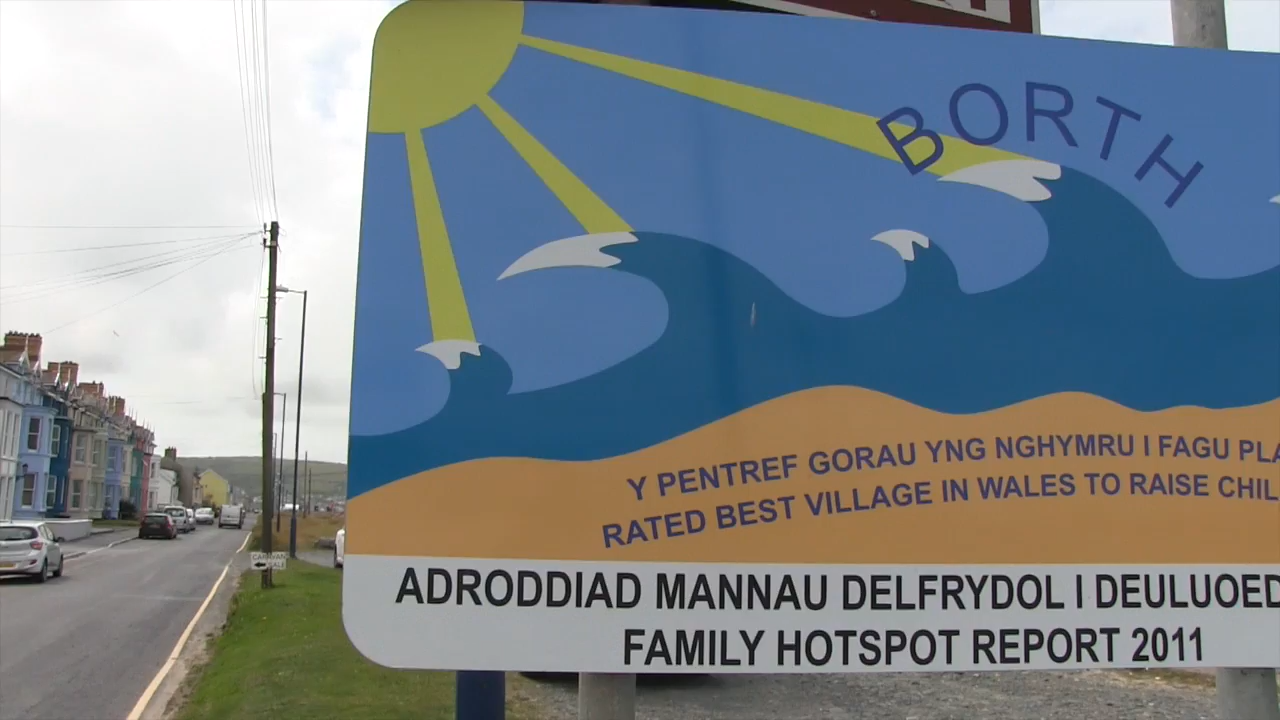 BORTH
Y PENTREF GORAU YNG NGHYMRU I FAGU
RATED BEST VILLAGE IN WALES TO RAISE
ADRODDIAD MANNAU DELFRYDOL I
FAMILY HOTSPOT REPORT 2011
CARAVAN